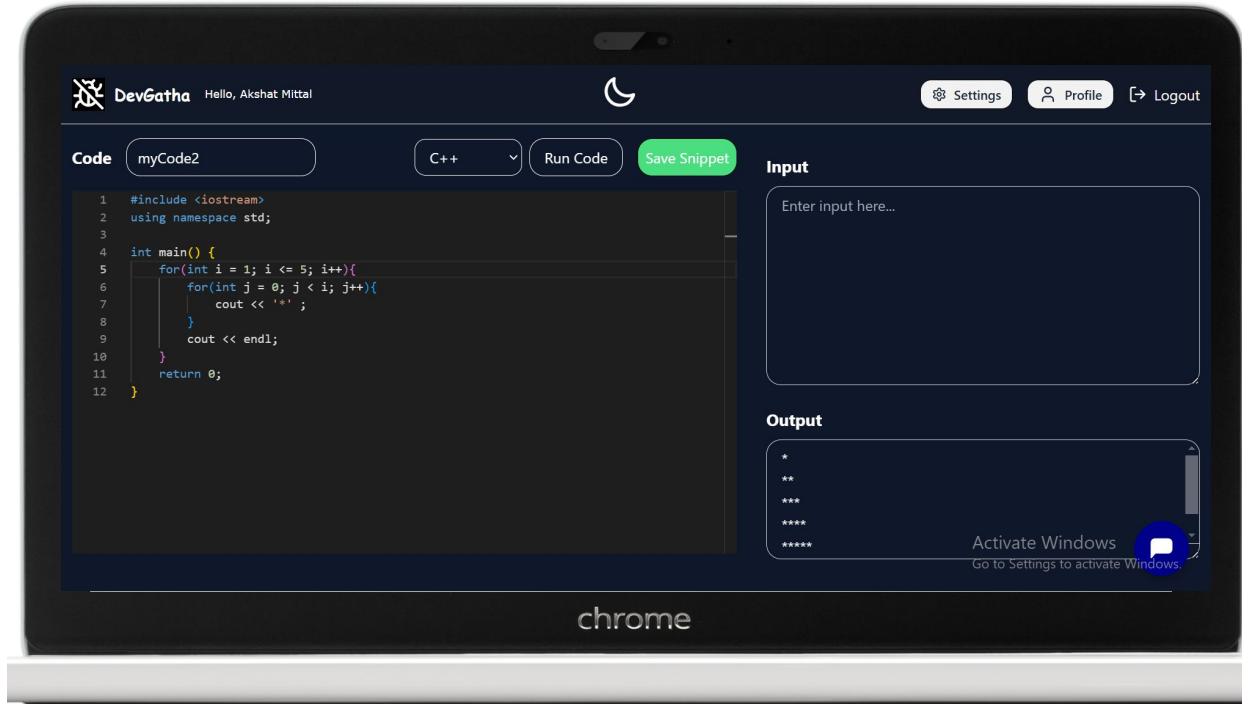 DevGatha Hello, Akshat Mittal Settings Profile Logout
Code myCode2 C++ Run Code Save Snippet
1 #include <iostream>
2 using namespace std;
3
4 int main() {
5 for(int i = 1; i <= 5; i++){
6 for(int j = 0; j < i; j++){
7 cout << '*' ;
8 }
9 cout << endl;
10 }
11 return 0;
12 }
Input
Enter input here...
Output
*
**
***
****
*****
Activate Windows
Go to Settings to activate Windows.
chrome